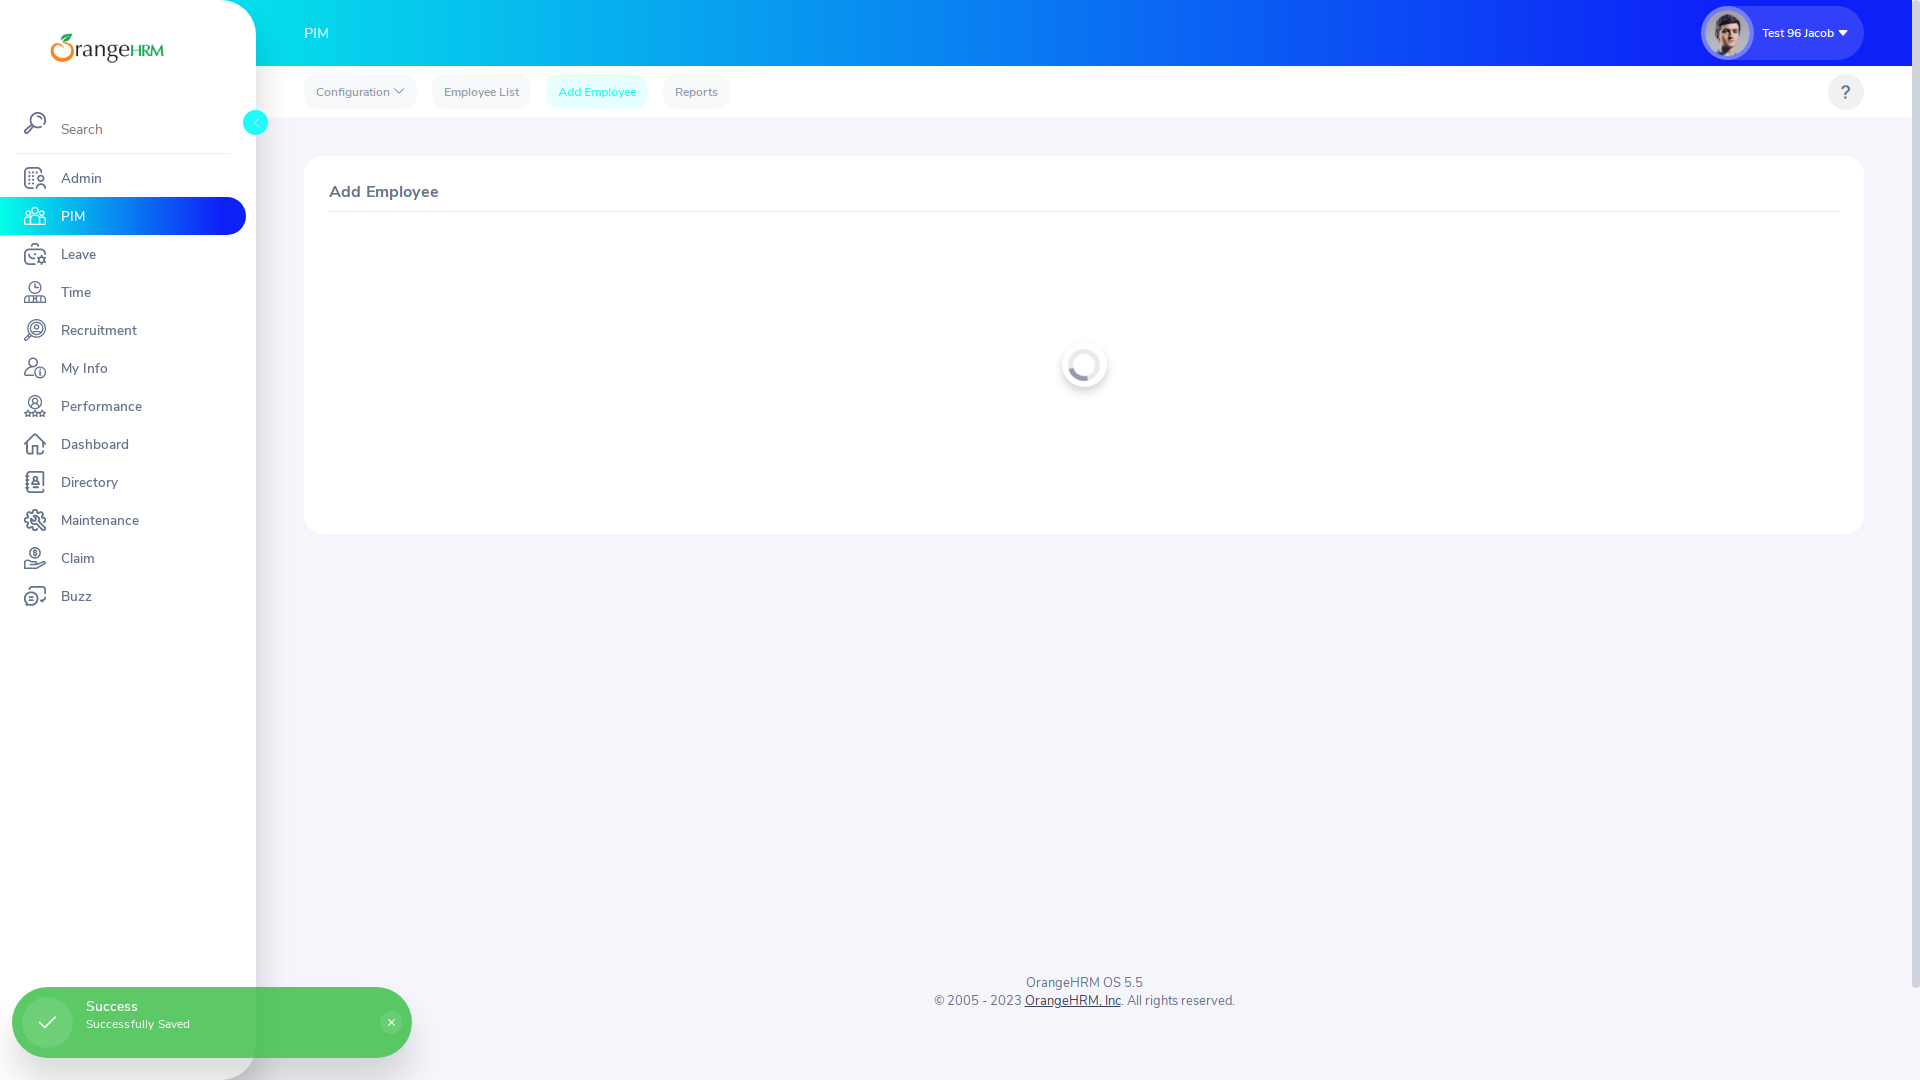 OrangeHRM
Search
Admin
PIM
Leave
Time
Recruitment
My Info
Performance
Dashboard
Directory
Maintenance
Claim
Buzz
PIM
Test 96 Jacob
Configuration
Employee List
Add Employee
Reports
?
Add Employee
OrangeHRM OS 5.5
© 2005 - 2023 OrangeHRM, Inc. All rights reserved.
Success
Successfully Saved